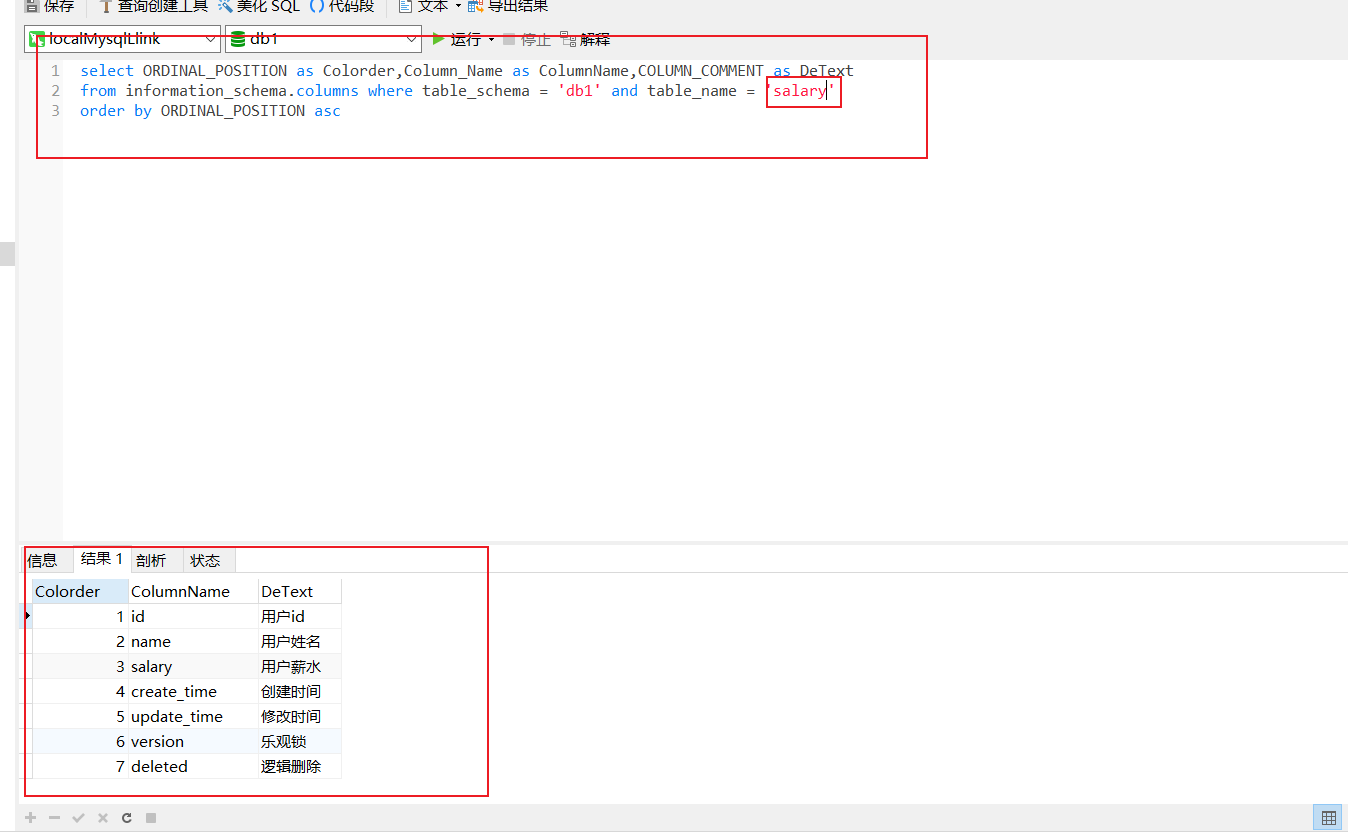 保存 查询创建工具 美化 SQL 代码段 文本 导出结果
localMysqlLink db1 运行 停止 解释
1 select ORDINAL_POSITION as Colorder,Column_Name as ColumnName,COLUMN_COMMENT as DeText
2 from information_schema.columns where table_schema = 'db1' and table_name = 'salary'
3 order by ORDINAL_POSITION asc
信息 结果 1 剖析 状态
Colorder ColumnName DeText
1 id 用户id
2 name 用户姓名
3 salary 用户薪水
4 create_time 创建时间
5 update_time 修改时间
6 version 乐观锁
7 deleted 逻辑删除